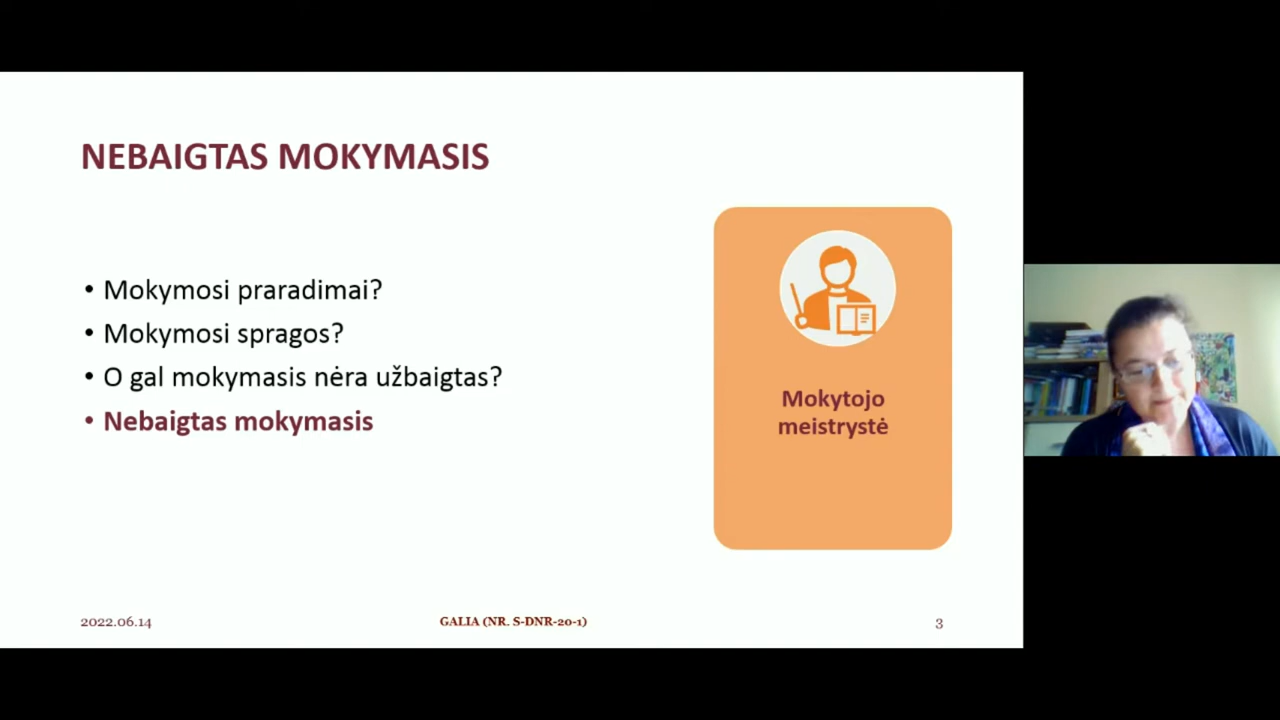 NEBAIGTAS MOKYMASIS
• Mokymosi praradimai?
• Mokymosi spragos?
• O gal mokymasis nėra užbaigtas?
• Nebaigtas mokymasis
Mokytojo
meistrystė
2022.06.14
GALIA (NR. S-DNR-20-1)
3